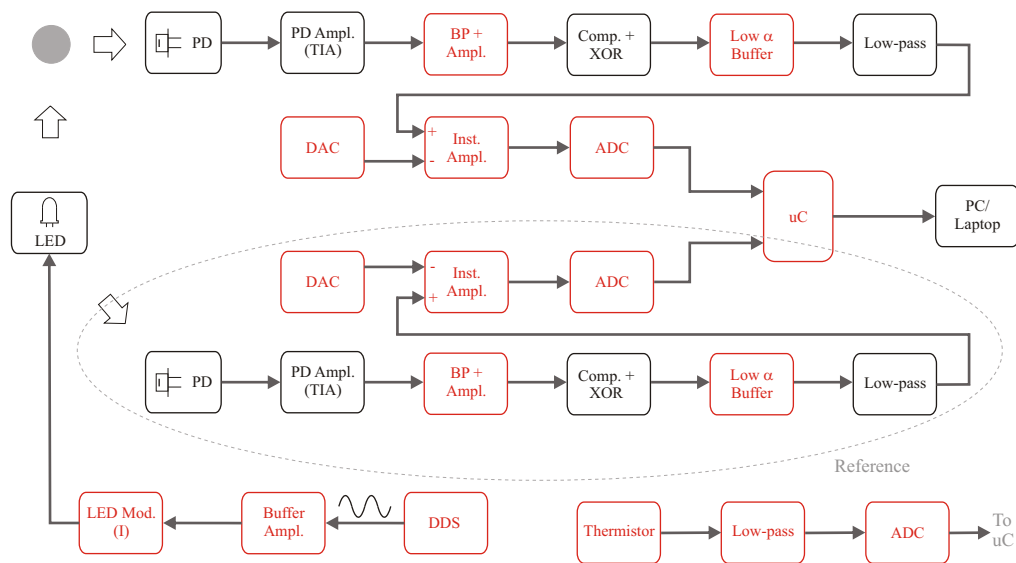 PD
PD Ampl.
(TIA)
BP +
Ampl.
Comp. +
XOR
Low α
Buffer
Low-pass
DAC
+
-
Inst.
Ampl.
ADC
uC
PC/
Laptop
LED
DAC
-
+
Inst.
Ampl.
ADC
PD
PD Ampl.
(TIA)
BP +
Ampl.
Comp. +
XOR
Low α
Buffer
Low-pass
Reference
LED Mod.
(I)
Buffer
Ampl.
DDS
Thermistor
Low-pass
ADC
To
uC